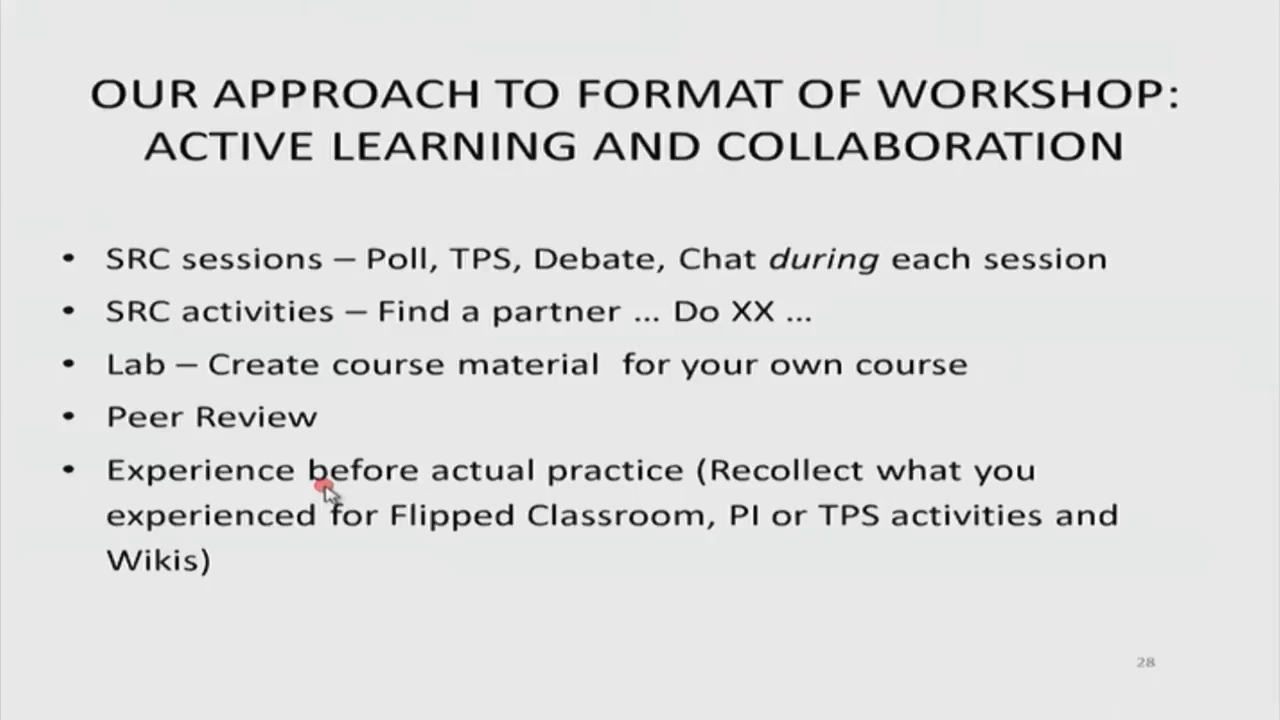 OUR APPROACH TO FORMAT OF WORKSHOP:
ACTIVE LEARNING AND COLLABORATION
• SRC sessions – Poll, TPS, Debate, Chat during each session
• SRC activities – Find a partner ... Do XX ...
• Lab – Create course material  for your own course
• Peer Review
• Experience before actual practice (Recollect what you
experienced for Flipped Classroom, PI or TPS activities and
Wikis)
28